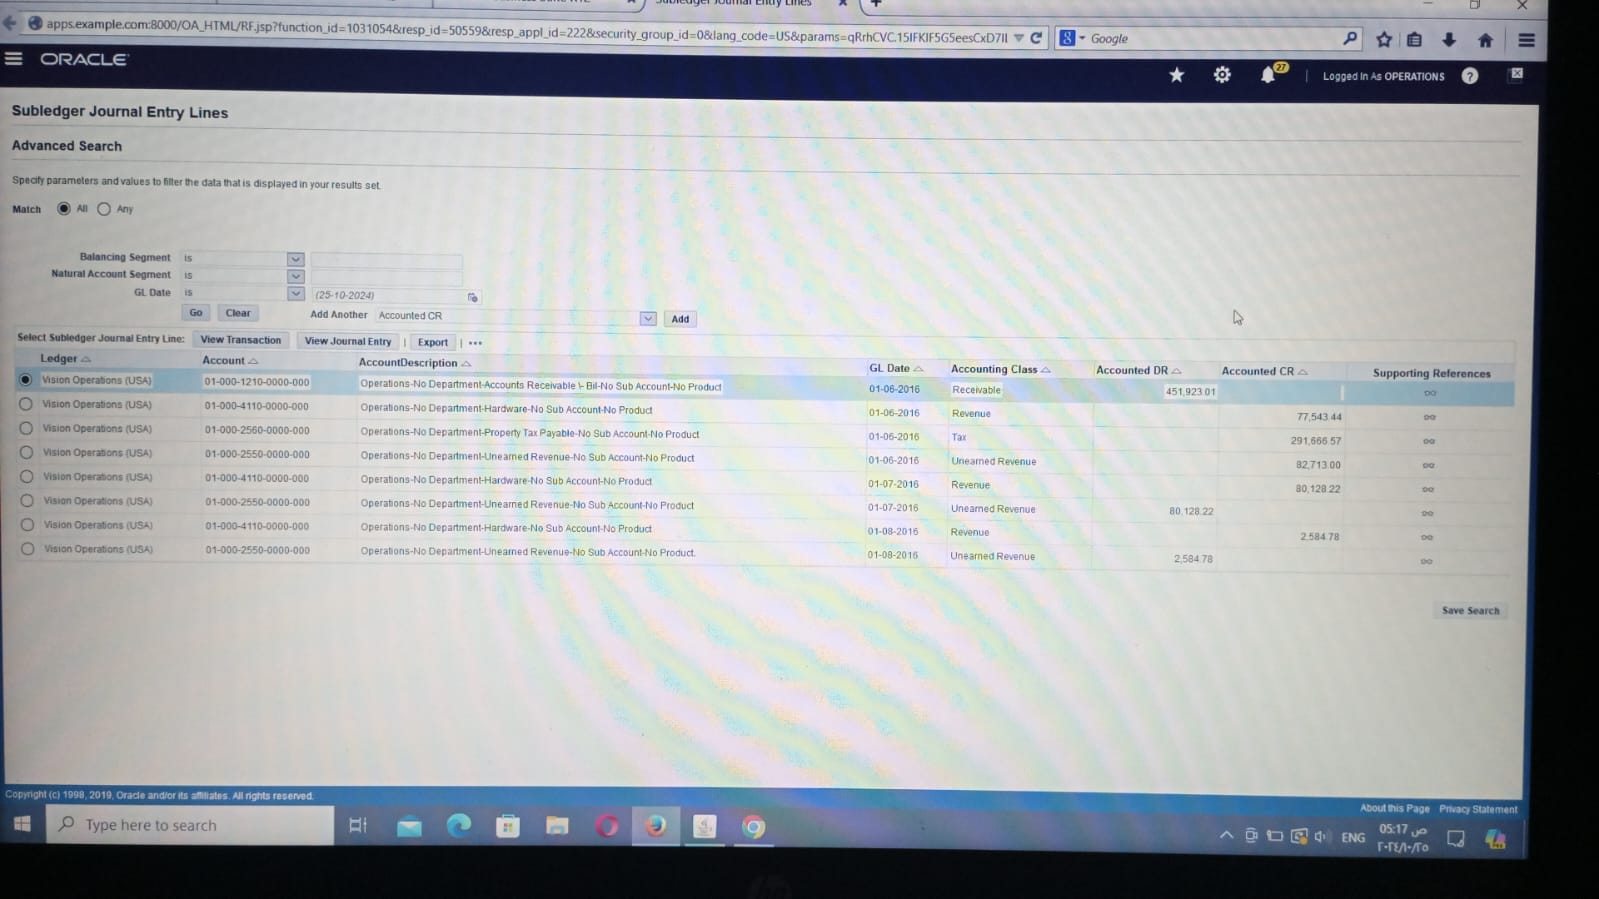 Subledger Journal Entry Lines
apps.example.com:8000/OA_HTML/RF.jsp?function_id=1031054&resp_id=50559&resp_appl_id=222&security_group_id=0&lang_code=US&params=
Google
ORACLE
27
Logged In As OPERATIONS
?
Subledger Journal Entry Lines
Advanced Search
Specify parameters and values to filter the data that is displayed in your results set.
Match All Any
Balancing Segment is
Natural Account Segment is
GL Date is (25-10-2024)
Go Clear Add Another Accounted CR Add
Select Subledger Journal Entry Line: View Transaction View Journal Entry | Export | ...
Ledger Account AccountDescription GL Date Accounting Class Accounted DR Accounted CR Supporting References
Vision Operations (USA) 01-000-1210-0000-000 Operations-No Department-Accounts Receivable \- Bil-No Sub Account-No Product 01-06-2016 Receivable 451,923.01
Vision Operations (USA) 01-000-4110-0000-000 Operations-No Department-Hardware-No Sub Account-No Product 01-06-2016 Revenue 77,543.44
Vision Operations (USA) 01-000-2560-0000-000 Operations-No Department-Property Tax Payable-No Sub Account-No Product 01-06-2016 Tax 291,666.57
Vision Operations (USA) 01-000-2550-0000-000 Operations-No Department-Unearned Revenue-No Sub Account-No Product 01-06-2016 Unearned Revenue 82,713.00
Vision Operations (USA) 01-000-4110-0000-000 Operations-No Department-Hardware-No Sub Account-No Product 01-07-2016 Revenue 80,128.22
Vision Operations (USA) 01-000-2550-0000-000 Operations-No Department-Unearned Revenue-No Sub Account-No Product 01-07-2016 Unearned Revenue 80,128.22
Vision Operations (USA) 01-000-4110-0000-000 Operations-No Department-Hardware-No Sub Account-No Product 01-08-2016 Revenue 2,584.78
Vision Operations (USA) 01-000-2550-0000-000 Operations-No Department-Unearned Revenue-No Sub Account-No Product 01-08-2016 Unearned Revenue 2,584.78
Save Search
Copyright (c) 1998, 2019, Oracle and/or its affiliates. All rights reserved.
About this Page Privacy Statement
Type here to search
ENG
05:17 ص
٢٠٢٤/١٠/٢٥